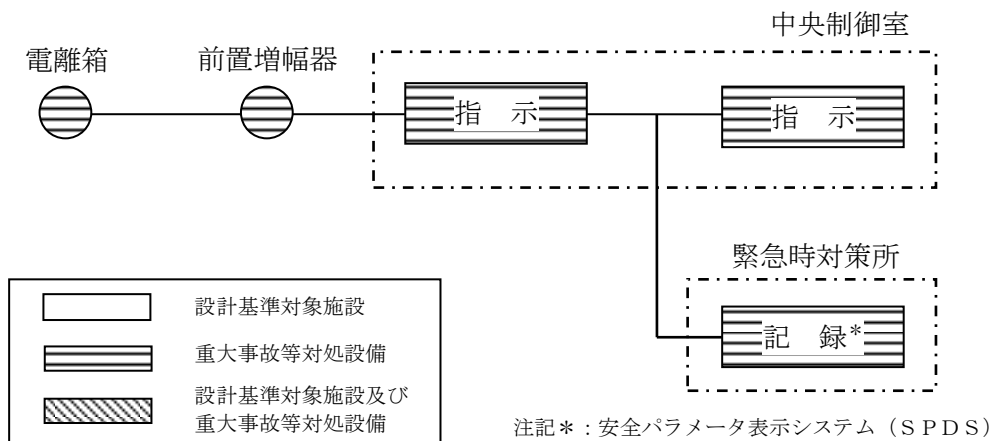 中央制御室
電離箱
前置増幅器
指　示
指　示
緊急時対策所
記　録*
設計基準対象施設
重大事故等対処設備
設計基準対象施設及び
重大事故等対処設備
注記＊：安全パラメータ表示システム（ＳＰＤＳ）